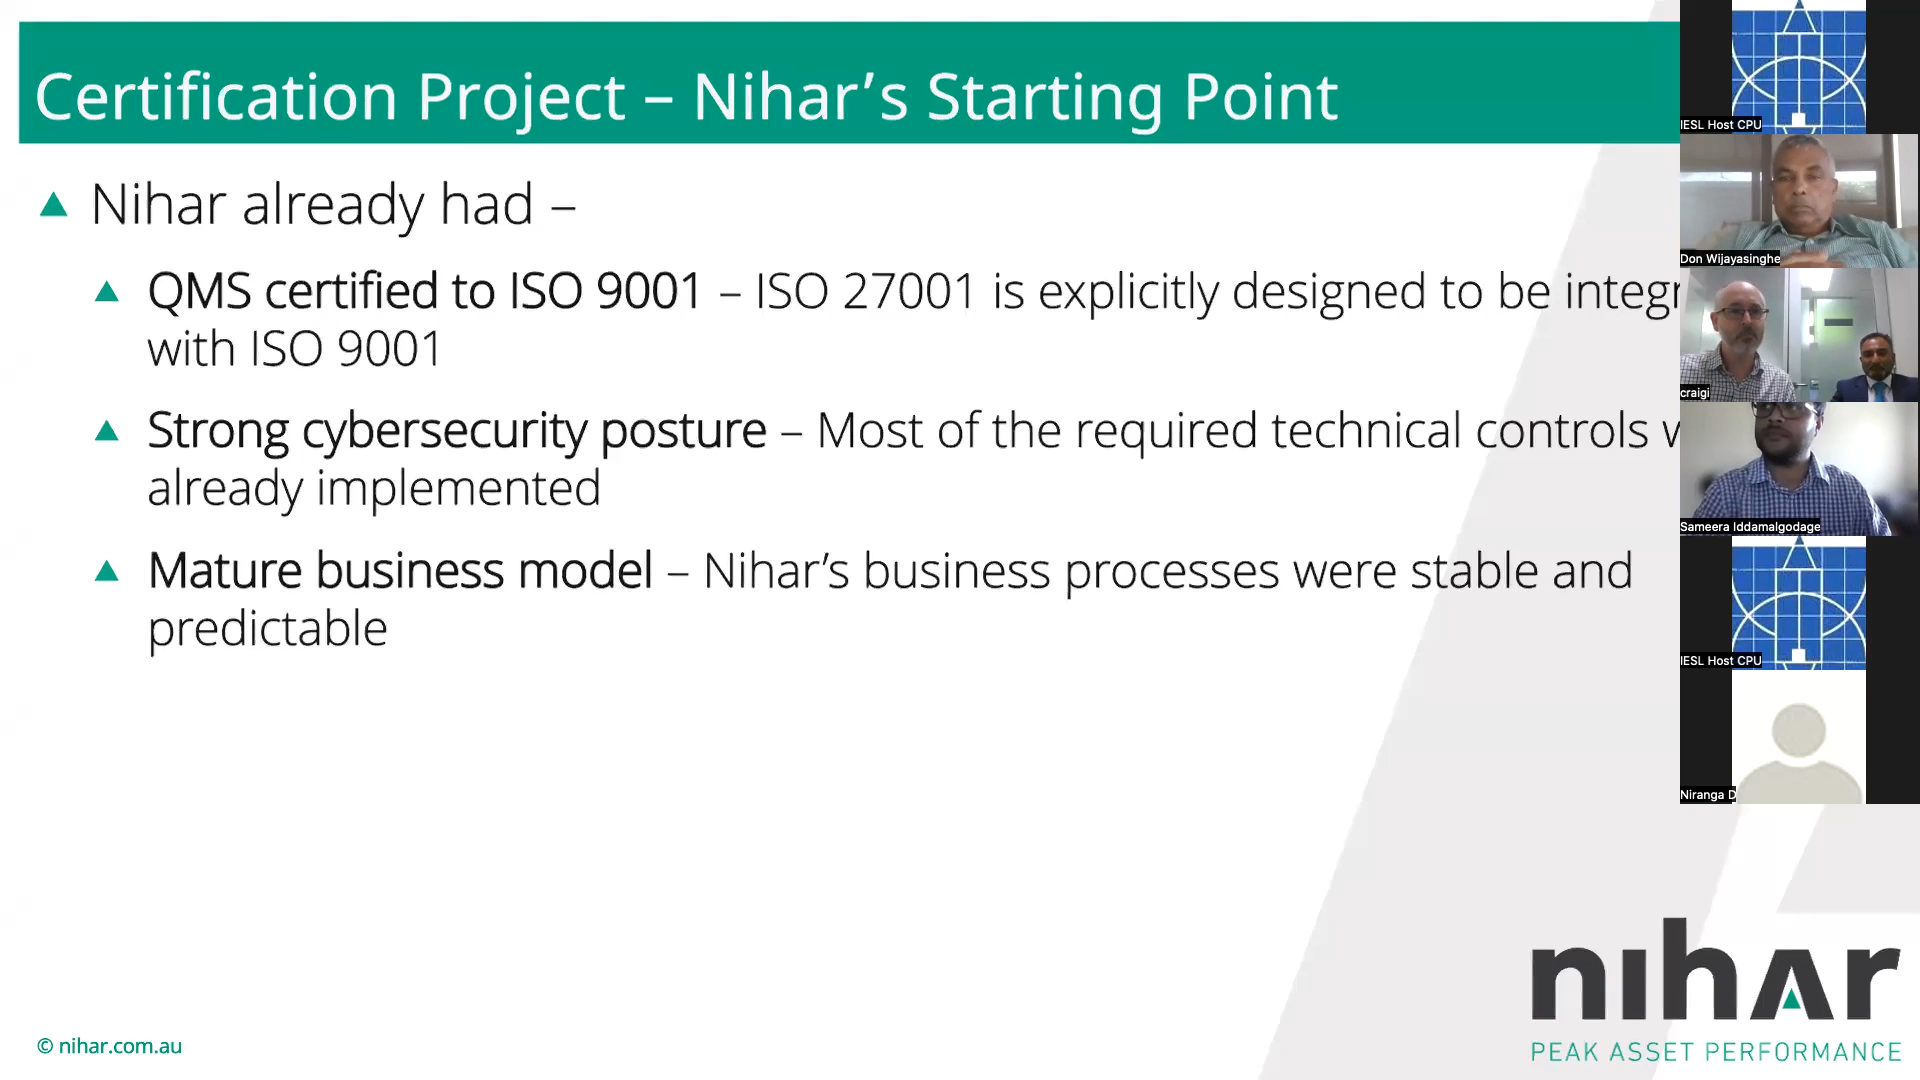 Certification Project – Nihar’s Starting Point
Nihar already had –
QMS certified to ISO 9001 – ISO 27001 is explicitly designed to be
with ISO 9001
Strong cybersecurity posture – Most of the required technical controls
already implemented
Mature business model – Nihar’s business processes were stable and
predictable
© nihar.com.au
nihar
PEAK ASSET PERFORMANCE
IESL Host CPU
Don Wijayasinghe
craigi
Sameera Iddamalgodage
IESL Host CPU
Niranga D